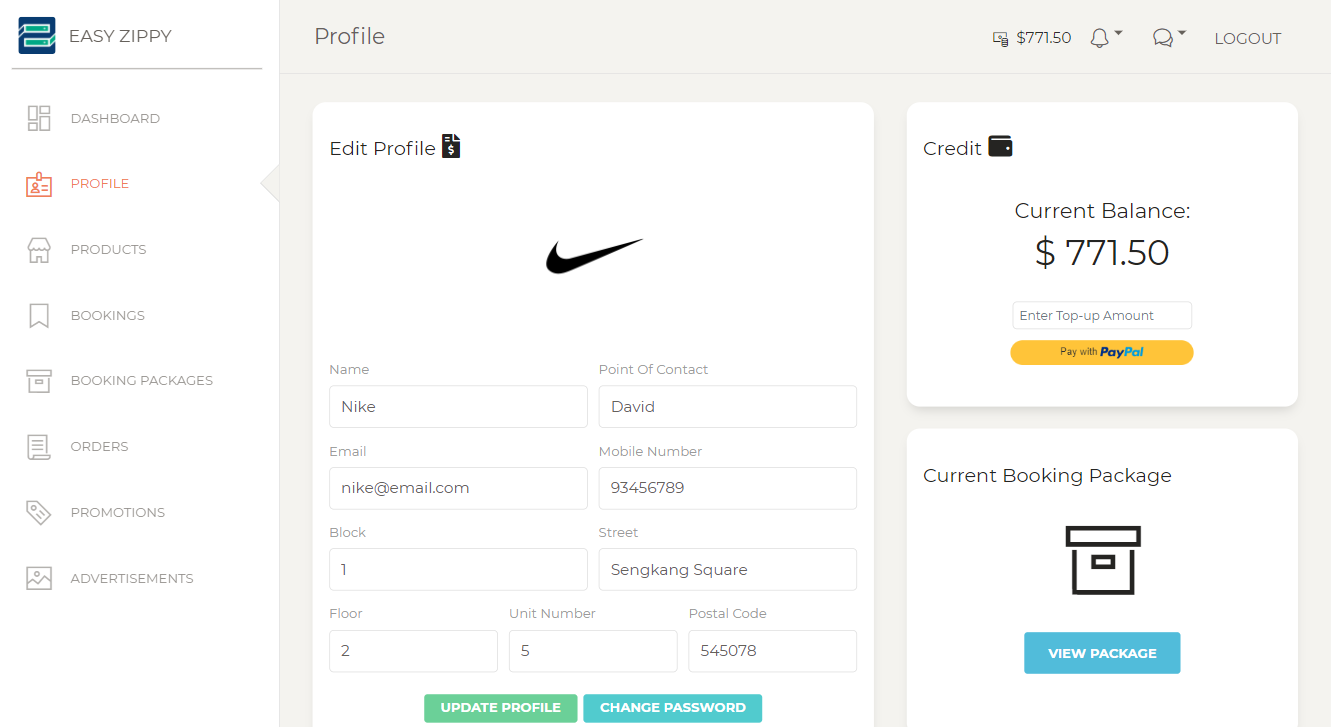 EASY ZIPPY
DASHBOARD
PROFILE
PRODUCTS
BOOKINGS
BOOKING PACKAGES
ORDERS
PROMOTIONS
ADVERTISEMENTS
Profile
$771.50
LOGOUT
Edit Profile
Name
Point Of Contact
Nike
David
Email
Mobile Number
nike@email.com
93456789
Block
Street
1
Sengkang Square
Floor
Unit Number
Postal Code
2
5
545078
UPDATE PROFILE
CHANGE PASSWORD
Credit
Current Balance:
$ 771.50
Enter Top-up Amount
Pay with PayPal
Current Booking Package
VIEW PACKAGE